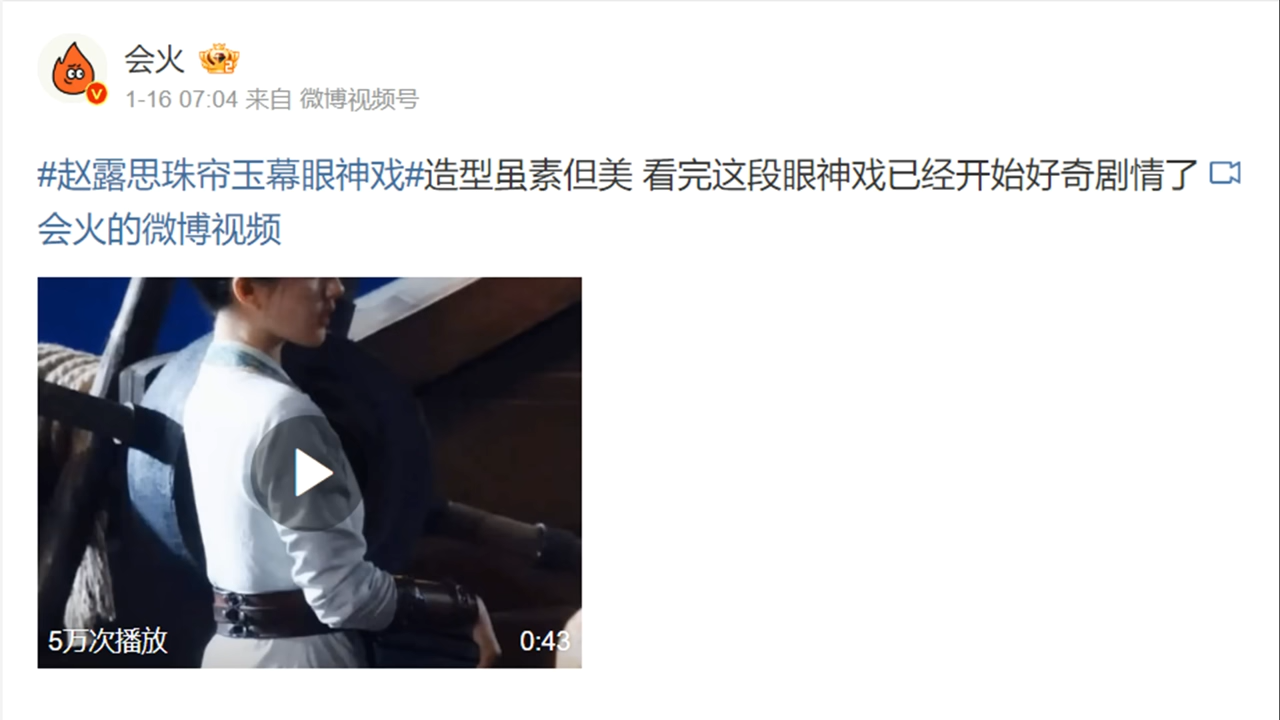 会火
1-16 07:04 来自 微博视频号
#赵露思珠帘玉幕眼神戏#造型虽素但美 看完这段眼神戏已经开始好奇剧情了
会火的微博视频
5万次播放
0:43